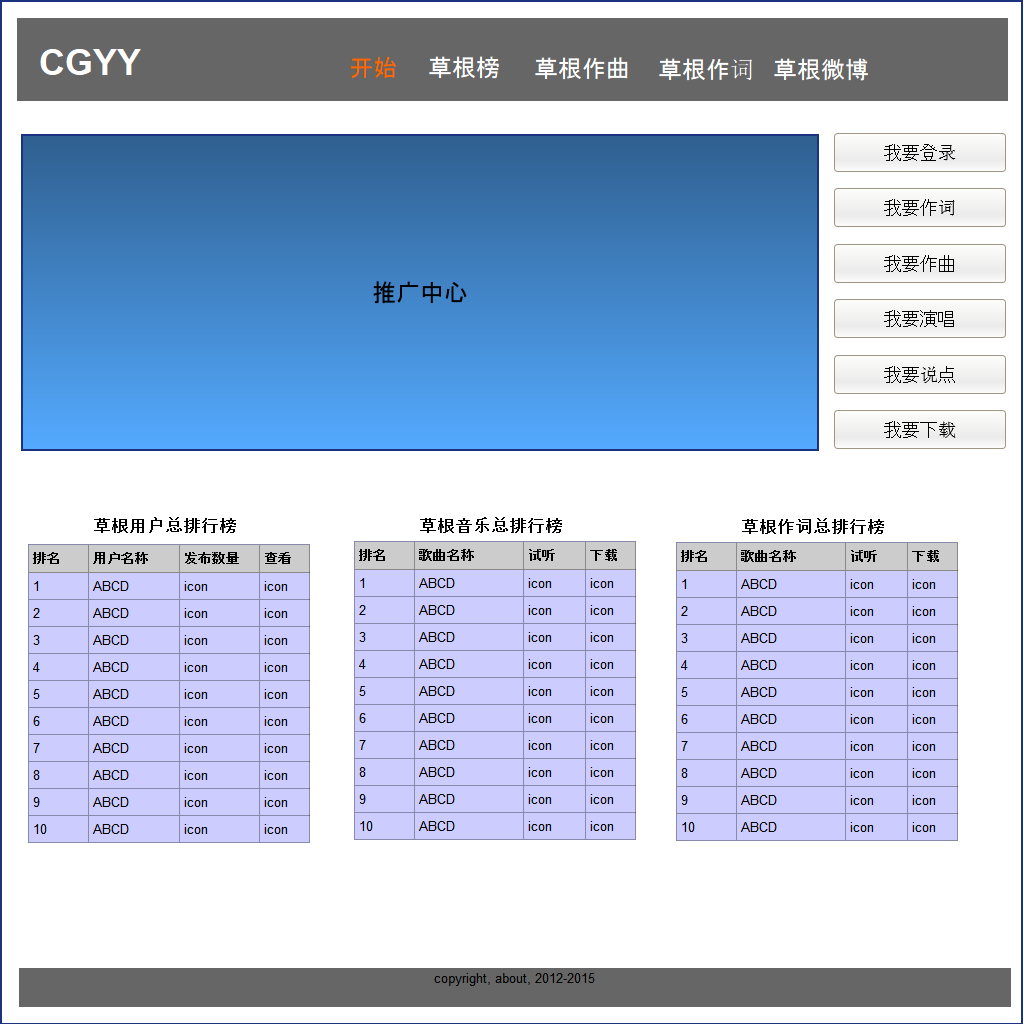 CGYY
开始 草根榜 草根作曲 草根作词 草根微博
推广中心
我要登录
我要作词
我要作曲
我要演唱
我要说点
我要下载
草根用户总排行榜
排名 用户名称 发布数量 查看
1 ABCD icon icon
2 ABCD icon icon
3 ABCD icon icon
4 ABCD icon icon
5 ABCD icon icon
6 ABCD icon icon
7 ABCD icon icon
8 ABCD icon icon
9 ABCD icon icon
10 ABCD icon icon
草根音乐总排行榜
排名 歌曲名称 试听 下载
1 ABCD icon icon
2 ABCD icon icon
3 ABCD icon icon
4 ABCD icon icon
5 ABCD icon icon
6 ABCD icon icon
7 ABCD icon icon
8 ABCD icon icon
9 ABCD icon icon
10 ABCD icon icon
草根作词总排行榜
排名 歌曲名称 试听 下载
1 ABCD icon icon
2 ABCD icon icon
3 ABCD icon icon
4 ABCD icon icon
5 ABCD icon icon
6 ABCD icon icon
7 ABCD icon icon
8 ABCD icon icon
9 ABCD icon icon
10 ABCD icon icon
copyright, about, 2012-2015